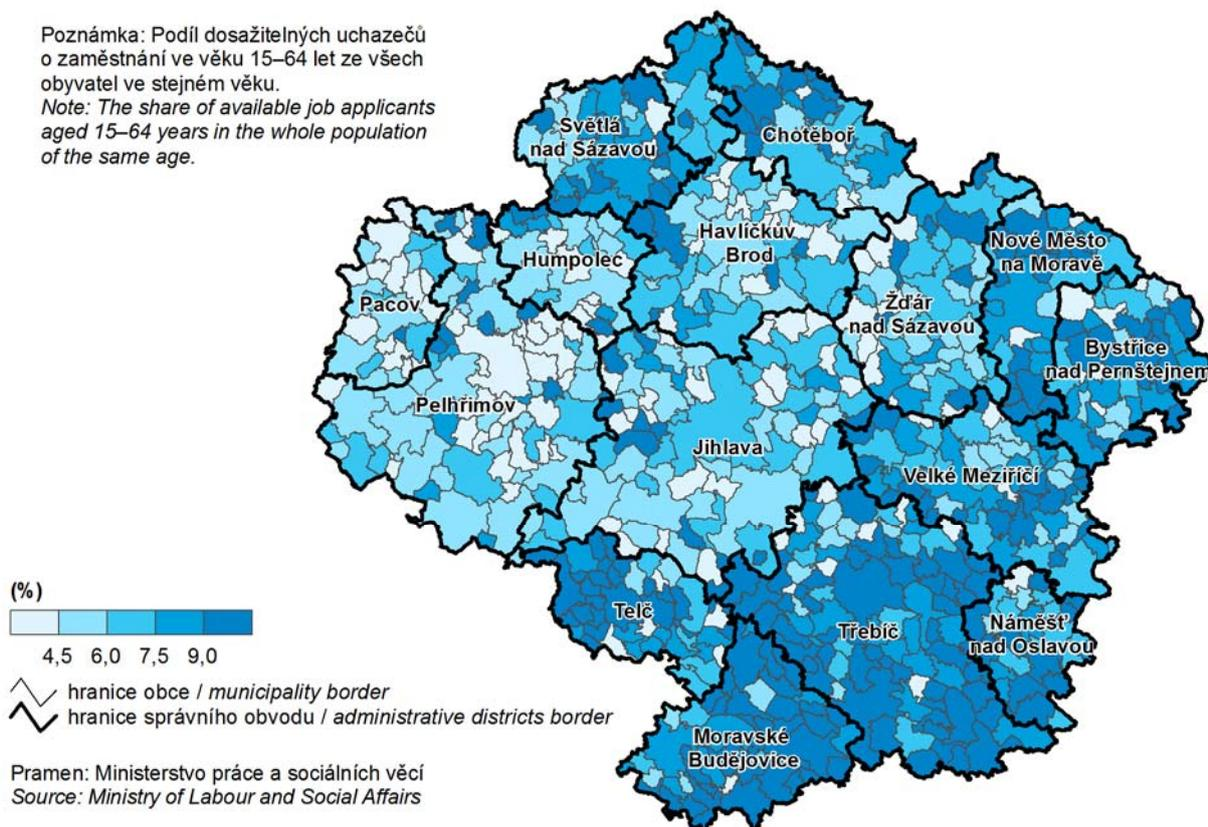 Poznámka: Podíl dosažitelných uchazečů
o zaměstnání ve věku 15–64 let ze všech
obyvatel ve stejném věku.
Note: The share of available job applicants
aged 15–64 years in the whole population
of the same age.
Světlá
nad Sázavou
Chotěboř
Havlíčkův
Brod
Humpolec
Nové Město
na Moravě
Pacov
Žďár
nad Sázavou
Bystřice
nad Pernštejnem
Pelhřimov
Jihlava
Velké Meziříčí
Telč
Třebíč
Náměšť
nad Oslavou
Moravské
Budějovice
(%)
4,5 6,0 7,5 9,0
hranice obce / municipality border
hranice správního obvodu / administrative districts border
Pramen: Ministerstvo práce a sociálních věcí
Source: Ministry of Labour and Social Affairs